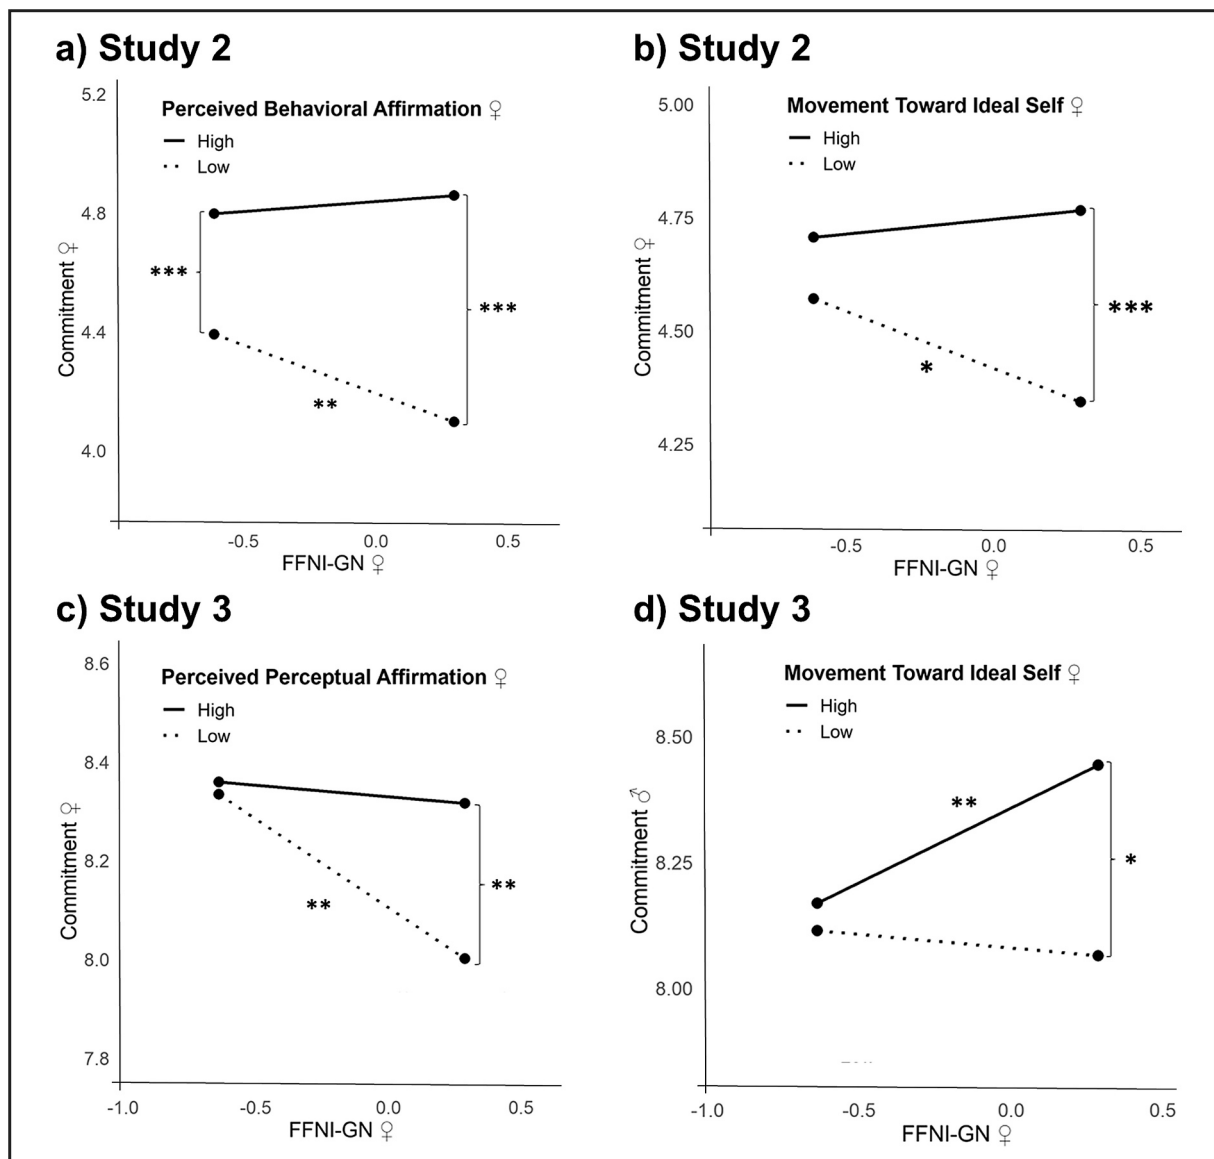 a) Study 2
5.2
Perceived Behavioral Affirmation ♀
High
Low
4.8
***
***
4.4
**
4.0
Commitment ♀
-0.5 0.0 0.5
FFNI-GN ♀
b) Study 2
5.00
Movement Toward Ideal Self ♀
High
Low
4.75
4.50
***
*
4.25
Commitment ♀
-0.5 0.0 0.5
FFNI-GN ♀
c) Study 3
8.6
Perceived Perceptual Affirmation ♀
High
Low
8.4
8.2
**
**
8.0
7.8
Commitment ♀
-1.0 -0.5 0.0 0.5
FFNI-GN ♀
d) Study 3
Movement Toward Ideal Self ♀
High
Low
8.50
**
8.25
*
8.00
Commitment ♂
-1.0 -0.5 0.0 0.5
FFNI-GN ♀